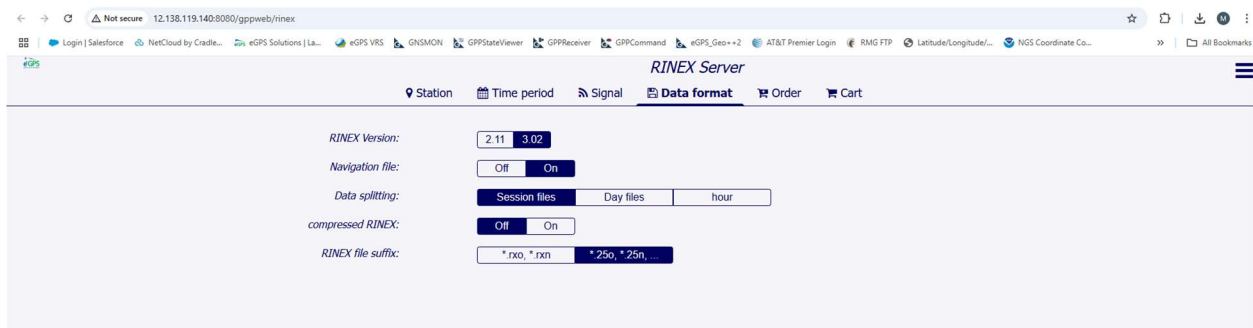 Not secure 12.138.119.140:8080/gppweb/rinex M
Login | Salesforce NetCloud by Cradle... eGPS Solutions | La... eGPS VRS GNSMON GPPStateViewer GPPReceiver GPPCommand eGPS_Geo++2 AT&T Premier Login RMG FTP Latitude/Longitude/... NGS Coordinate Co... » All Bookmarks
eGPS RINEX Server
Station Time period Signal Data format Order Cart
RINEX Version: 2.11 3.02
Navigation file: Off On
Data splitting: Session files Day files hour
compressed RINEX: Off On
RINEX file suffix: *.rxo, *.rxn *.25o, *.25n, ...